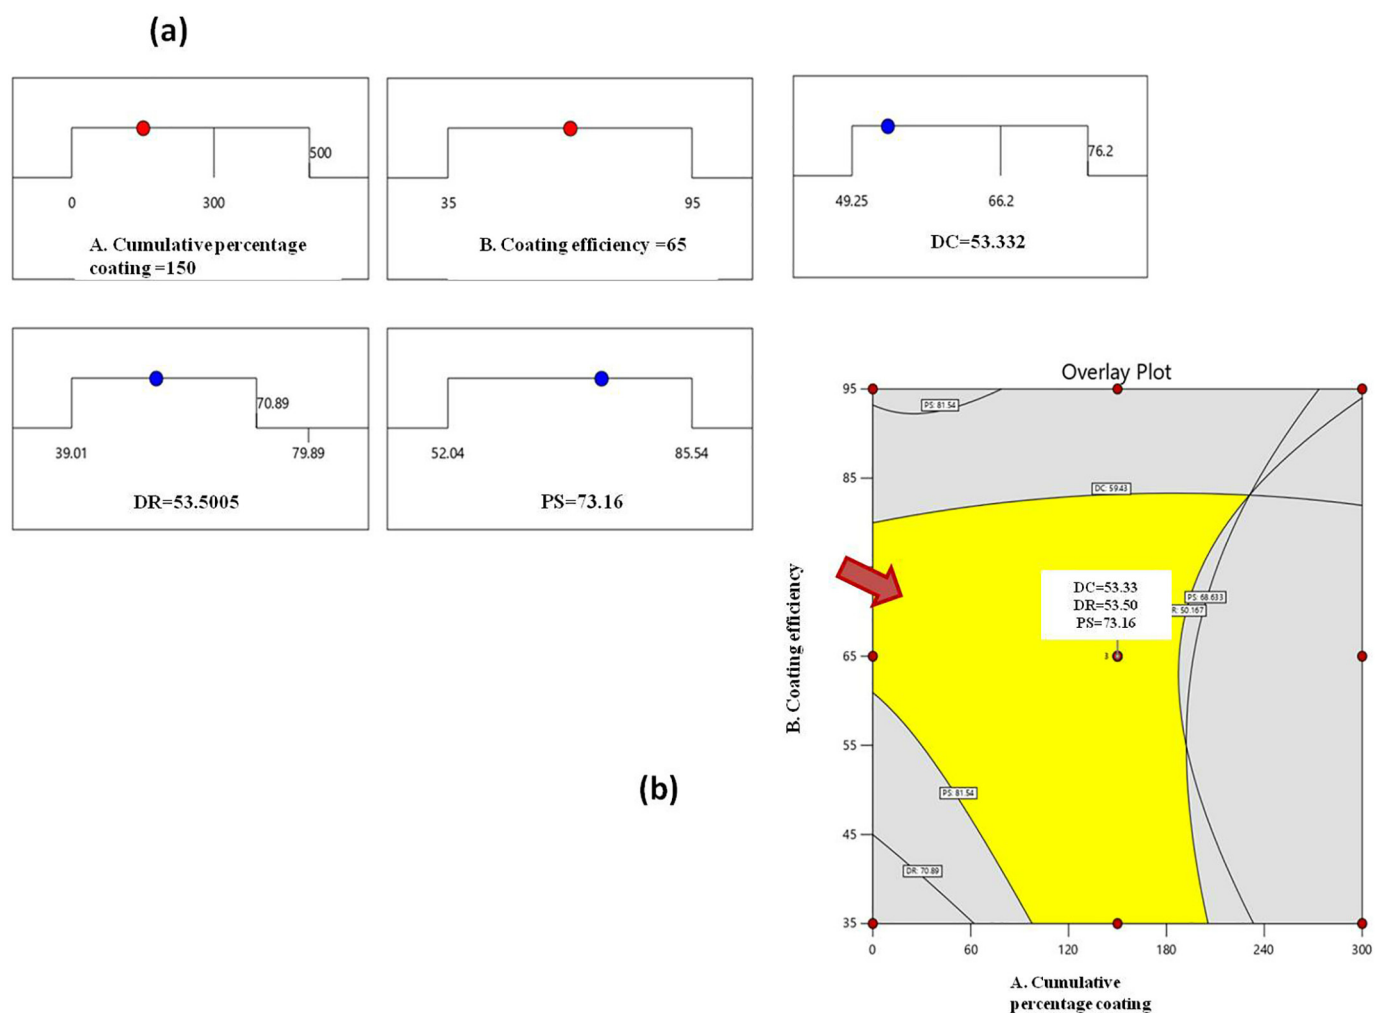 (a)
500
0
300
A. Cumulative percentage
coating =150
35
95
B. Coating efficiency =65
76.2
49.25
66.2
DC=53.332
70.89
39.01
79.89
DR=53.5005
52.04
85.54
PS=73.16
(b)
Overlay Plot
95
85
65
55
45
35
B. Coating efficiency
PS: 81.54
DC: 59.43
DC=53.33
DR=53.50
PS=73.16
PS: 68.633
R: 50.167
3
PS: 81.54
DR: 70.89
0
60
120
180
240
300
A. Cumulative
percentage coating